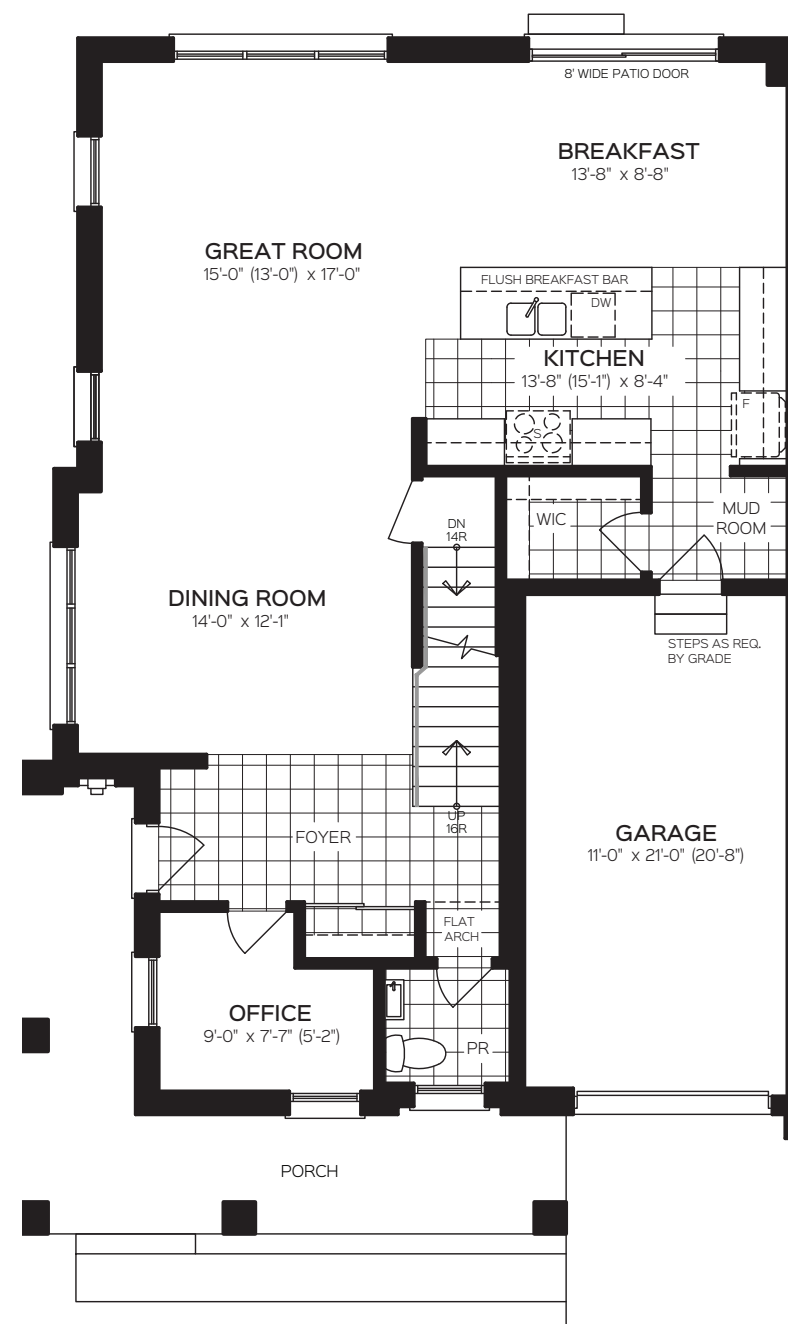 8' WIDE PATIO DOOR
BREAKFAST
13'-8" x 8'-8"
GREAT ROOM
15'-0" (13'-0") x 17'-0"
FLUSH BREAKFAST BAR
DW
KITCHEN
13'-8" (15'-1") x 8'-4"
F
S
WIC
MUD
ROOM
DN
14R
DINING ROOM
14'-0" x 12'-1"
STEPS AS REQ.
BY GRADE
UP
16R
FOYER
GARAGE
11'-0" x 21'-0" (20'-8")
FLAT
ARCH
OFFICE
9'-0" x 7'-7" (5'-2")
PR
PORCH